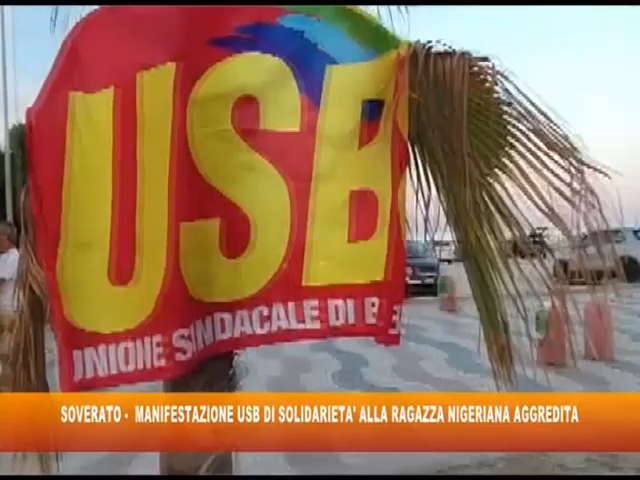 USB
UNIONE SINDACALE DI B
SOVERATO - MANIFESTAZIONE USB DI SOLIDARIETA' ALLA RAGAZZA NIGERIANA AGGREDITA